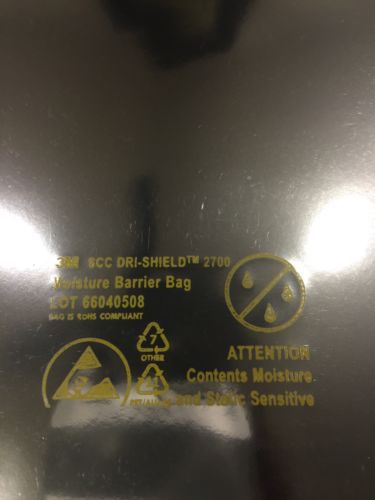 3M SCC DRI-SHIELD™ 2700
Moisture Barrier Bag
LOT 66040508
BAG IS ROHS COMPLIANT
7
OTHER
ATTENTION
Contents Moisture
and Static Sensitive